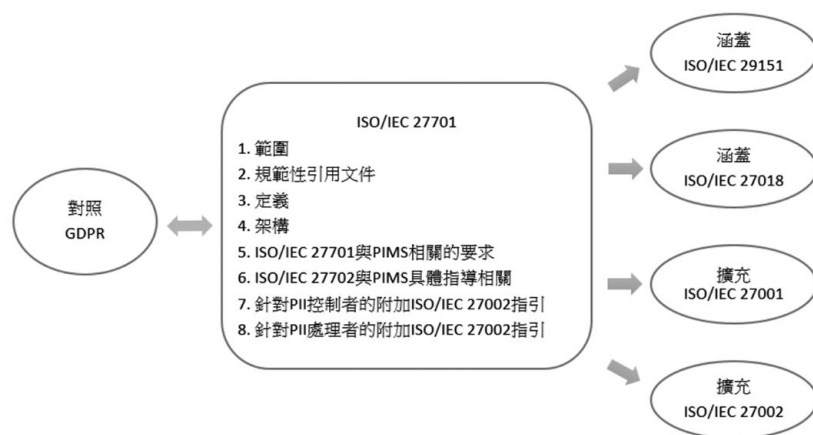 對照
GDPR
ISO/IEC 27701
1. 範圍
2. 規範性引用文件
3. 定義
4. 架構
5. ISO/IEC 27701與PIMS相關的要求
6. ISO/IEC 27702與PIMS具體指導相關
7. 針對PII控制者的附加ISO/IEC 27002指引
8. 針對PII處理者的附加ISO/IEC 27002指引
涵蓋
ISO/IEC 29151
涵蓋
ISO/IEC 27018
擴充
ISO/IEC 27001
擴充
ISO/IEC 27002